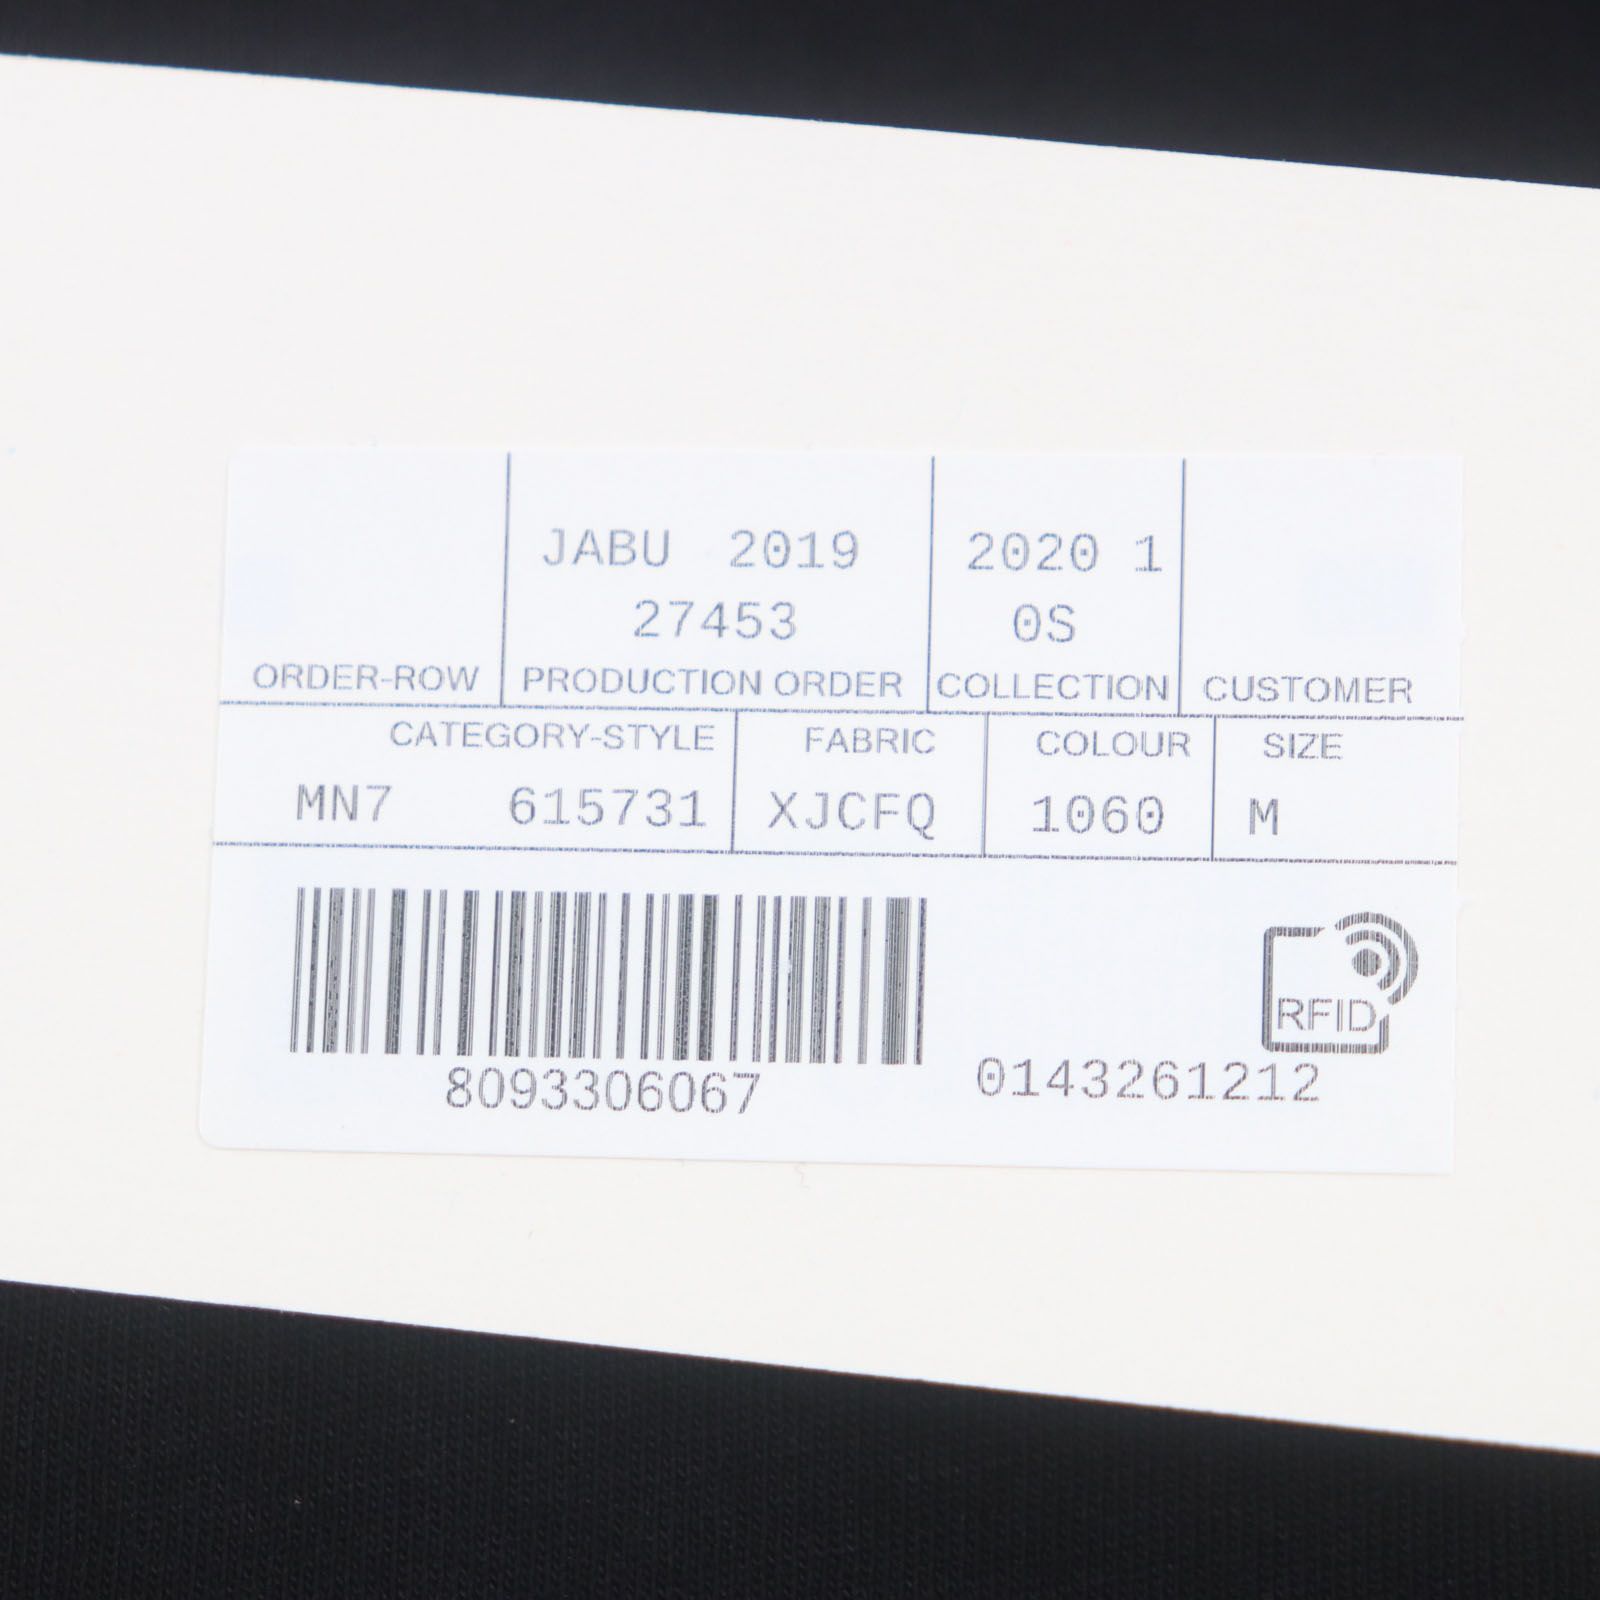 JABU 2019 2020 1
27453 0S
ORDER-ROW PRODUCTION ORDER COLLECTION CUSTOMER
CATEGORY-STYLE FABRIC COLOUR SIZE
MN7 615731 XJCFQ 1060 M
RFID
8093306067 0143261212